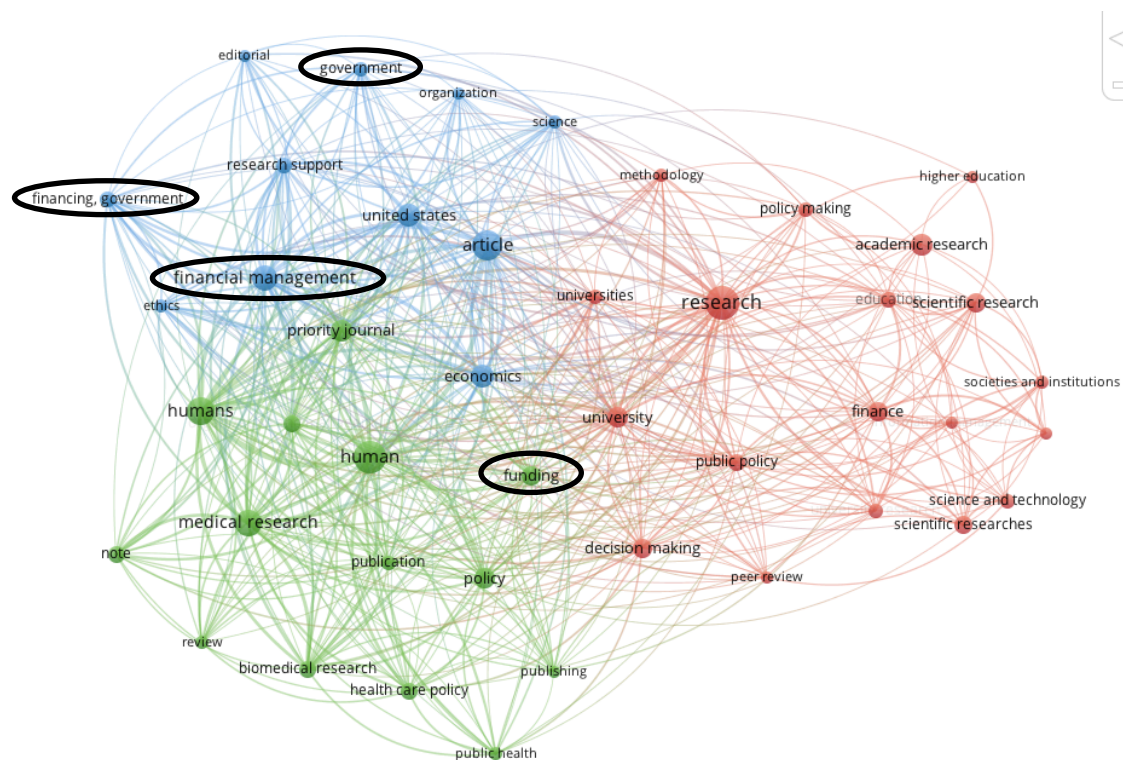 editorial
government
organization
science
research support
methodology
higher education
financing, government
policy making
united states
article
academic research
financial management
ethics
universities
research
education
scientific research
priority journal
economics
societies and institutions
humans
university
finance
human
funding
public policy
medical research
science and technology
scientific researches
note
publication
policy
decision making
peer review
review
biomedical research
health care policy
publishing
public health